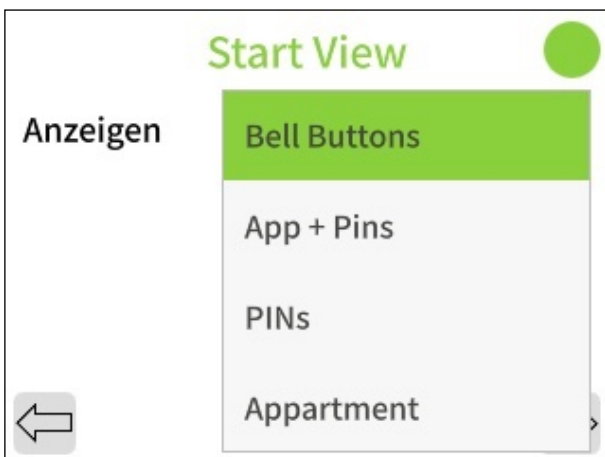 Start View
Anzeigen
Bell Buttons
App + Pins
PINs
Appartment